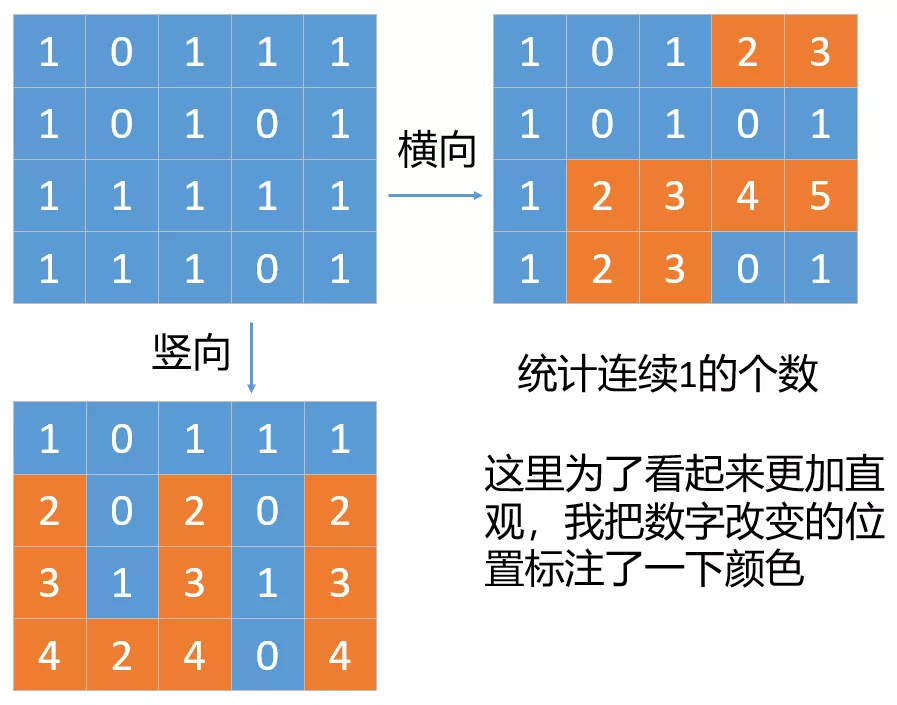 1 0 1 1 1
1 0 1 0 1
1 1 1 1 1
1 1 1 0 1
横向
1 0 1 2 3
1 0 1 0 1
1 2 3 4 5
1 2 3 0 1
竖向
1 0 1 1 1
2 0 2 0 2
3 1 3 1 3
4 2 4 0 4
统计连续1的个数
这里为了看起来更加直
观，我把数字改变的位
置标注了一下颜色